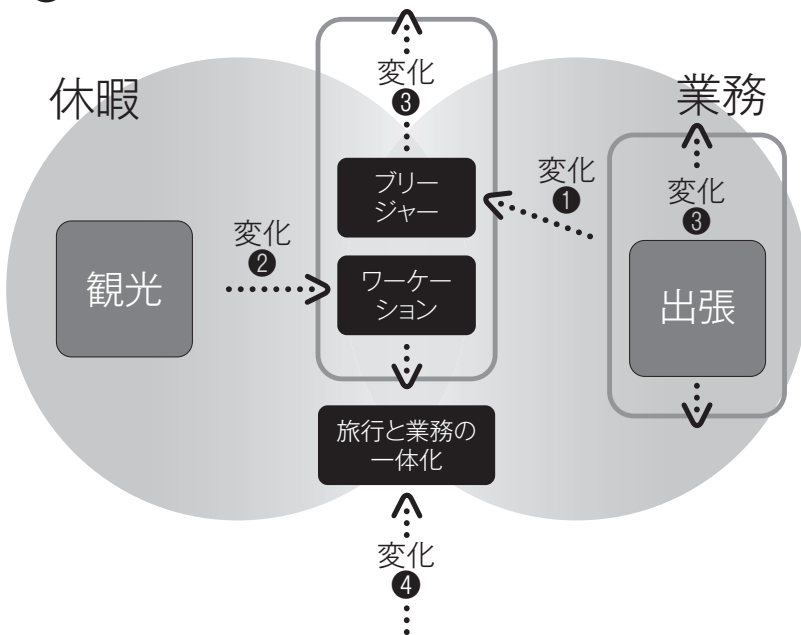 変化
❸
休暇
業務
ブリー
ジャー
変化
❶
変化
❸
変化
❷
観光
ワーケー
ション
出張
旅行と業務の
一体化
変化
❹